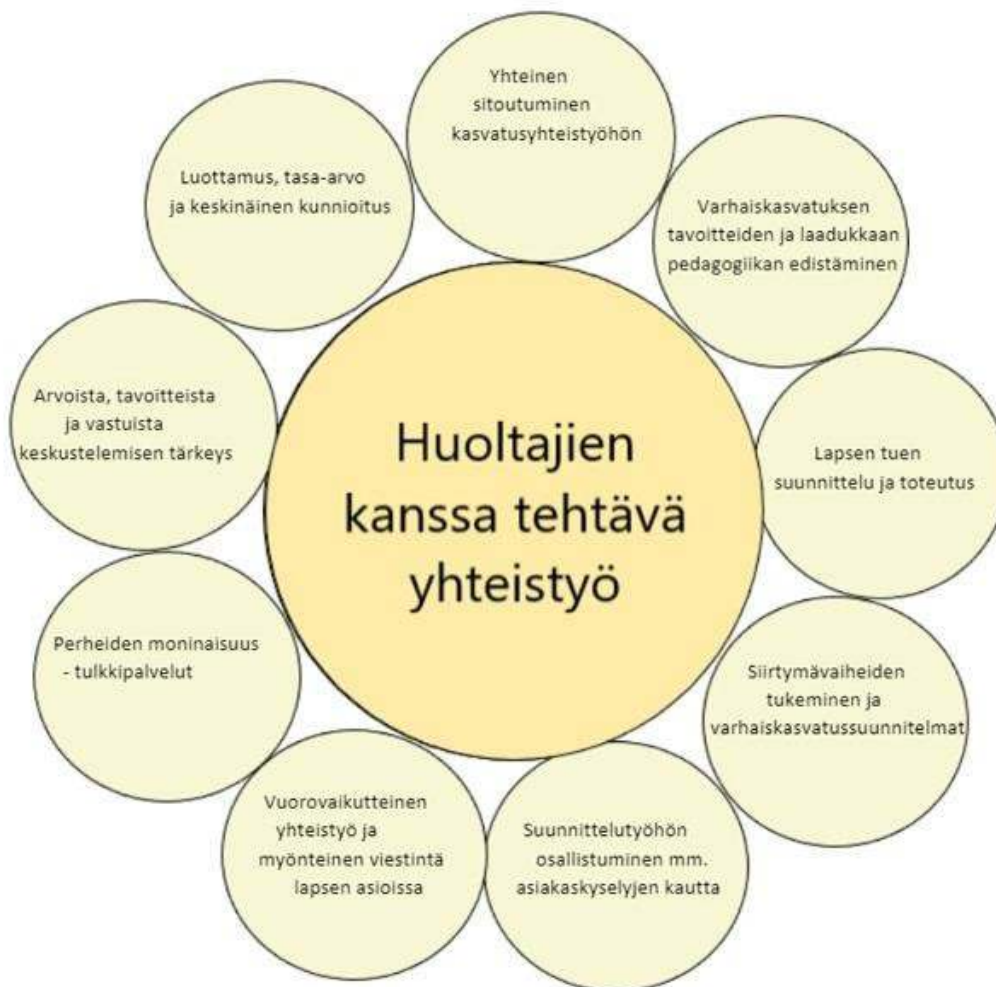 Yhteinen
sitoutuminen
kasvatusyhteistyöhön
Luottamus, tasa-arvo
ja keskinäinen kunnioitus
Varhaiskasvatuksen
tavoitteiden ja laadukkaan
pedagogiikan edistäminen
Arvoista, tavoitteista
ja vastuista
keskustelemisen tärkeys
Huoltajien
kanssa tehtävä
yhteistyö
Lapsen tuen
suunnittelu ja toteutus
Perheiden moninaisuus
- tulkkipalvelut
Siirtymävaiheiden
tukeminen ja
varhaiskasvatussuunnitelmat
Vuorovaikutteinen
yhteistyö ja
myönteinen viestintä
lapsen asioissa
Suunnittelutyöhön
osallistuminen mm.
asiakaskyselyjen kautta